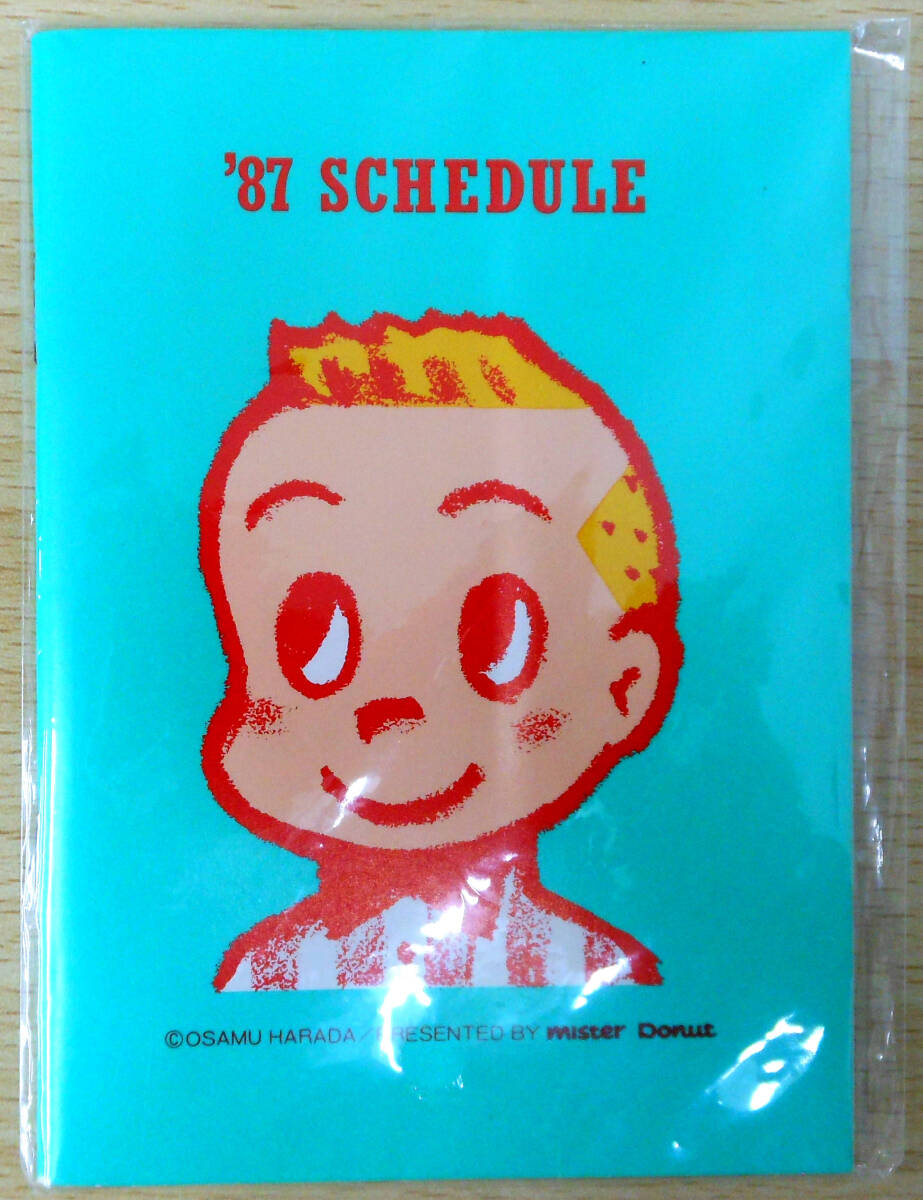 ’87 SCHEDULE
©OSAMU HARADA / PRESENTED BY mister Donut